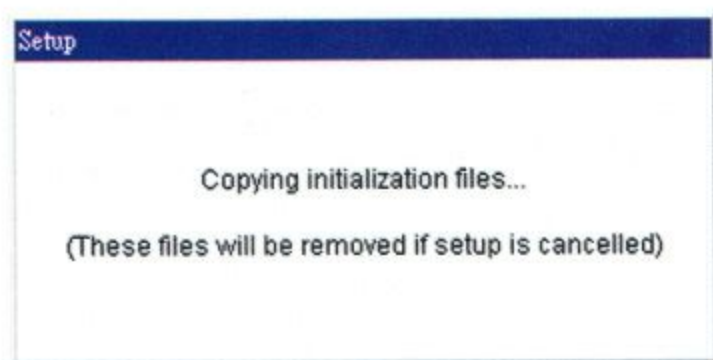 Setup
Copying initialization files...
(These files will be removed if setup is cancelled)